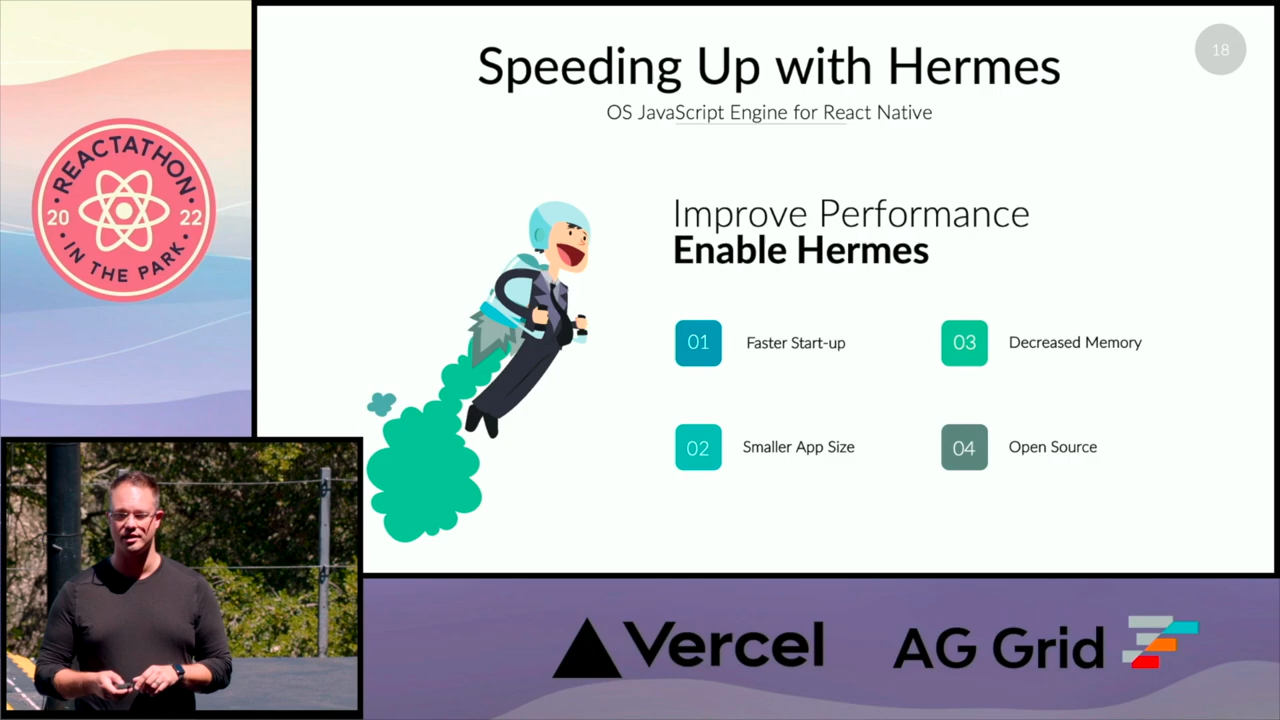 REACTATHON
20 22
IN THE PARK
18
Speeding Up with Hermes
OS JavaScript Engine for React Native
Improve Performance
Enable Hermes
01 Faster Start-up
03 Decreased Memory
02 Smaller App Size
04 Open Source
Vercel
AG Grid